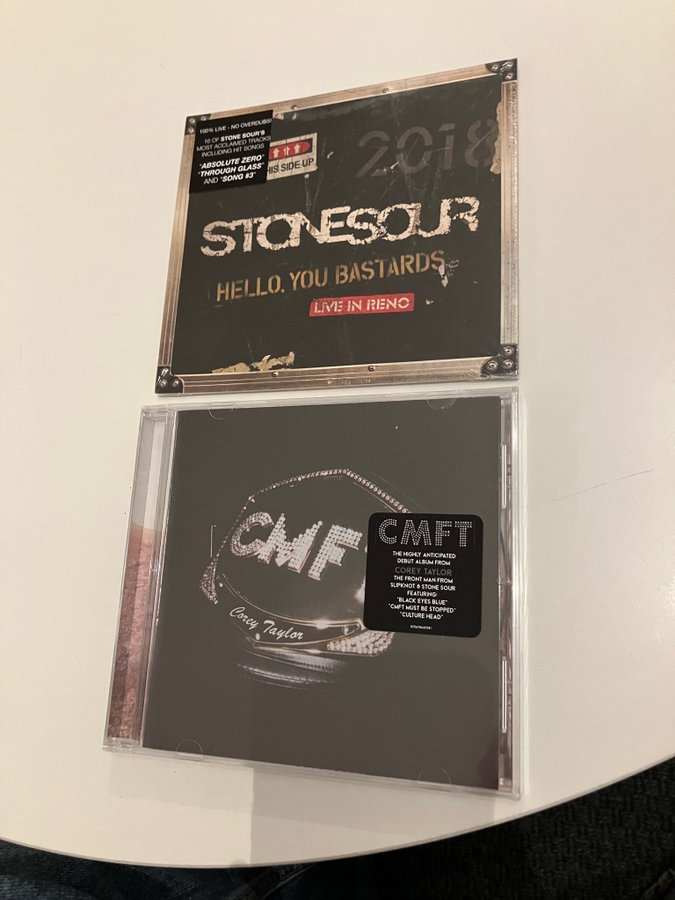 100% LIVE - NO OVERDUBS!
16 OF STONE SOUR'S
MOST ACCLAIMED TRACKS
INCLUDING HIT SONGS
"ABSOLUTE ZERO"
"THROUGH GLASS"
AND "SONG #3"
2018
HIS SIDE UP
STONESOUR
HELLO, YOU BASTARDS
LIVE IN RENO
CMF
Corey Taylor
CMFT
THE HIGHLY ANTICIPATED
DEBUT ALBUM FROM
COREY TAYLOR
THE FRONT MAN FROM
SLIPKNOT & STONE SOUR
FEATURING:
"BLACK EYES BLUE"
"CMFT MUST BE STOPPED"
"CULTURE HEAD"